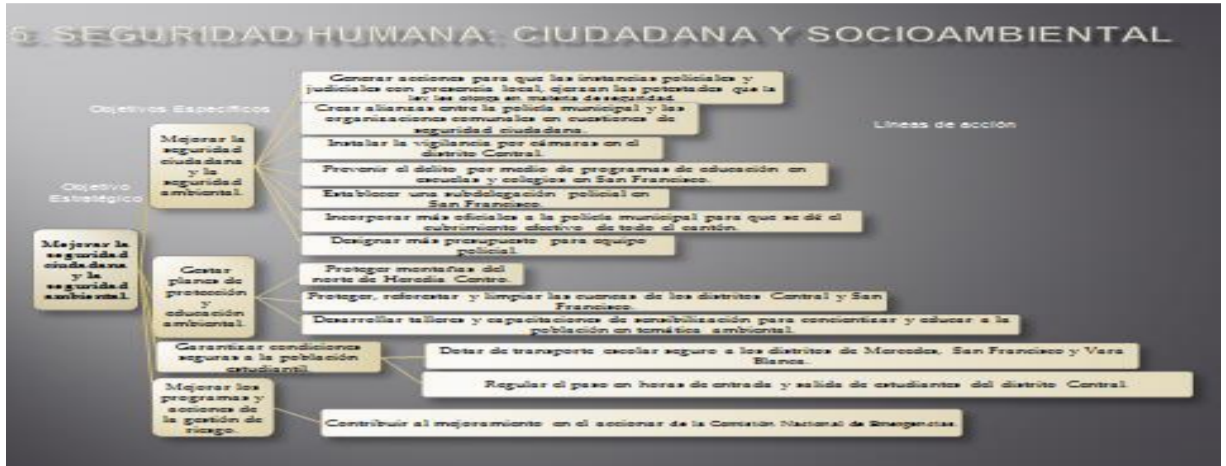 5. SEGURIDAD HUMANA: CIUDADANA Y SOCIOAMBIENTAL
Objetivos Específicos
Líneas de acción
Objetivo
Estratégico
Mejorar la
seguridad
ciudadana
y la
seguridad
ambiental.
Mejorar la
seguridad
ciudadana
y la
seguridad
ambiental.
Generar acciones para que las instancias policiales y
judiciales con presencia local, ejerzan las potestades que la
ley les otorga en materia de seguridad.
Crear alianzas entre la policía municipal y las
organizaciones comunales en cuestiones de
seguridad ciudadana.
Instalar la vigilancia por cámaras en el
distrito Central.
Prevenir el delito por medio de programas de educación en
escuelas y colegios en San Francisco.
Establecer una subdelegación policial en
San Francisco.
Incorporar más oficiales a la policía municipal para que se dé el
cubrimiento efectivo de todo el cantón.
Designar más presupuesto para equipo
policial.
Gestar
planes de
protección
y
educación
ambiental.
Proteger montañas del
norte de Heredia Centro.
Proteger, reforestar y limpiar las cuencas de los distritos Central y San
Francisco.
Desarrollar talleres y capacitaciones de sensibilización para concientizar y educar a la
población en temática ambiental.
Garantizar condiciones
seguras a la población
estudiantil.
Dotar de transporte escolar seguro a los distritos de Mercedes, San Francisco y Vara
Blanca.
Regular el paso en horas de entrada y salida de estudiantes del distrito Central.
Mejorar los
programas y
acciones de
la gestión de
riesgo.
Contribuir al mejoramiento en el accionar de la Comisión Nacional de Emergencias.